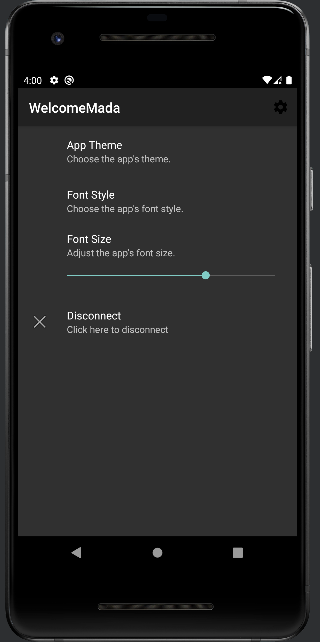 4:00
WelcomeMada
App Theme
Choose the app's theme.
Font Style
Choose the app's font style.
Font Size
Adjust the app's font size.
Disconnect
Click here to disconnect